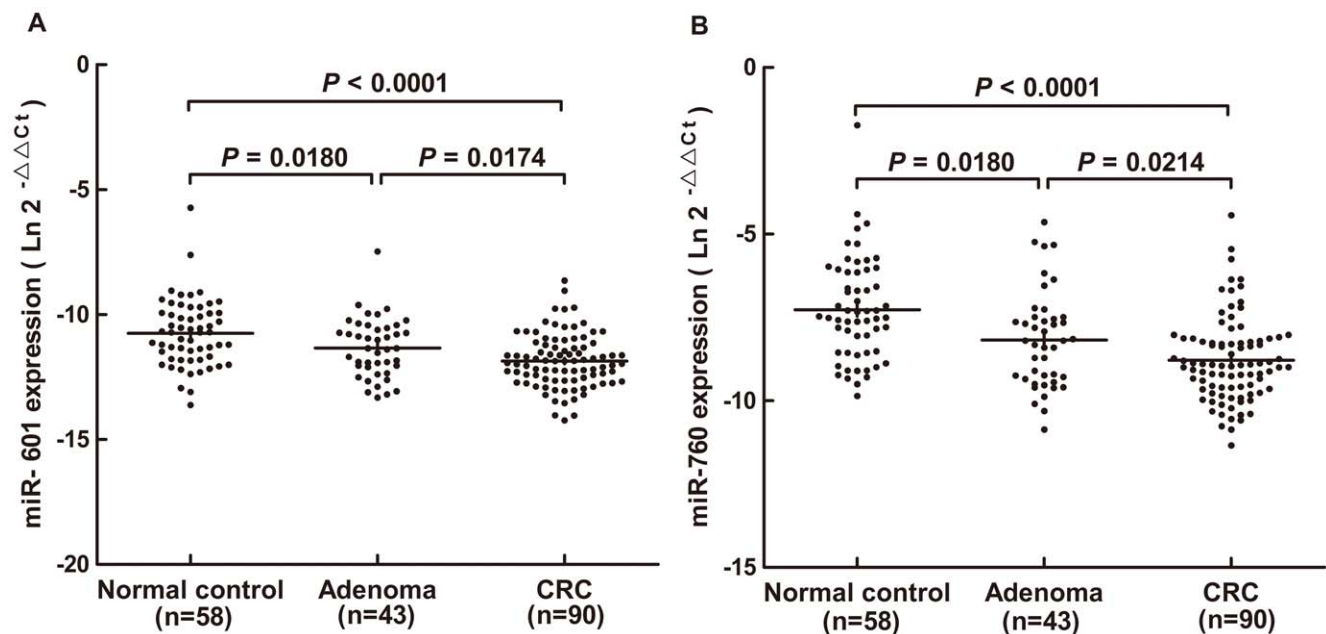 A
miR- 601 expression ( Ln 2 -△△Ct )
0
-5
-10
-15
-20
P < 0.0001
P = 0.0180
P = 0.0174
Normal control
(n=58)
Adenoma
(n=43)
CRC
(n=90)
B
miR-760 expression ( Ln 2 -△△Ct )
0
-5
-10
-15
P < 0.0001
P = 0.0180
P = 0.0214
Normal control
(n=58)
Adenoma
(n=43)
CRC
(n=90)